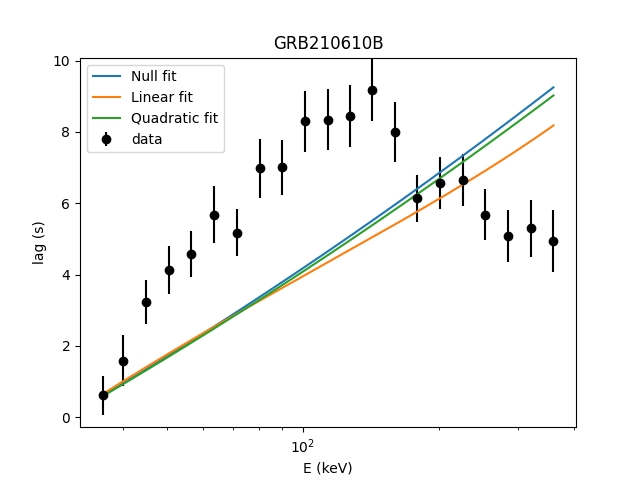 GRB210610B
10
8
6
4
2
0
lag (s)
Null fit
Linear fit
Quadratic fit
data
10²
E (keV)